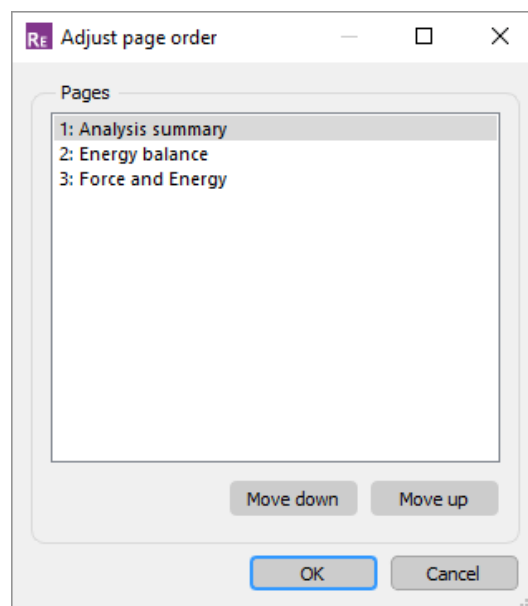 RE Adjust page order
Pages
1: Analysis summary
2: Energy balance
3: Force and Energy
Move down Move up
OK Cancel